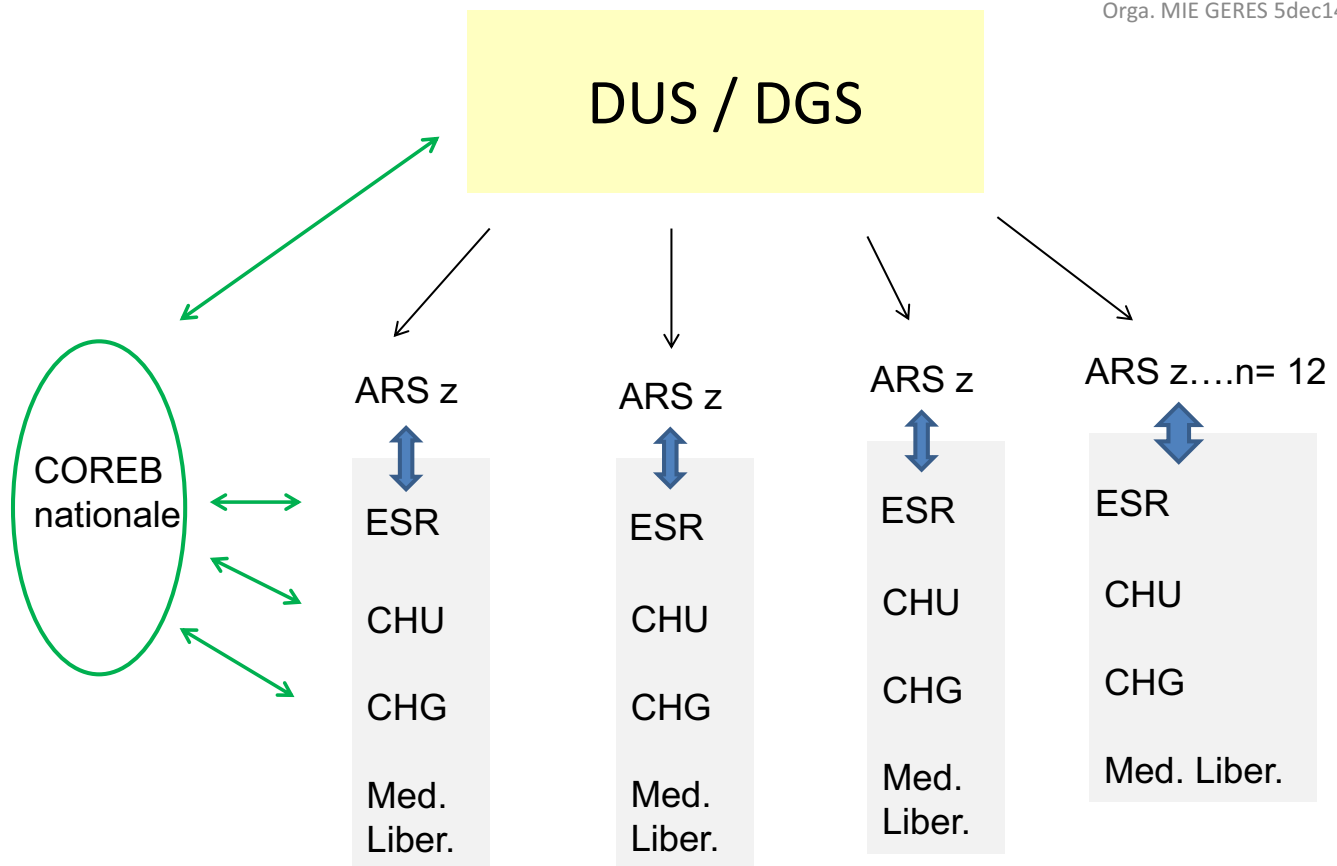 Orga. MIE GERES 5dec14
DUS / DGS
ARS z
ARS z
ARS z
ARS z….n= 12
COREB
nationale
ESR
CHU
CHG
Med.
Liber.
ESR
CHU
CHG
Med.
Liber.
ESR
CHU
CHG
Med.
Liber.
ESR
CHU
CHG
Med. Liber.